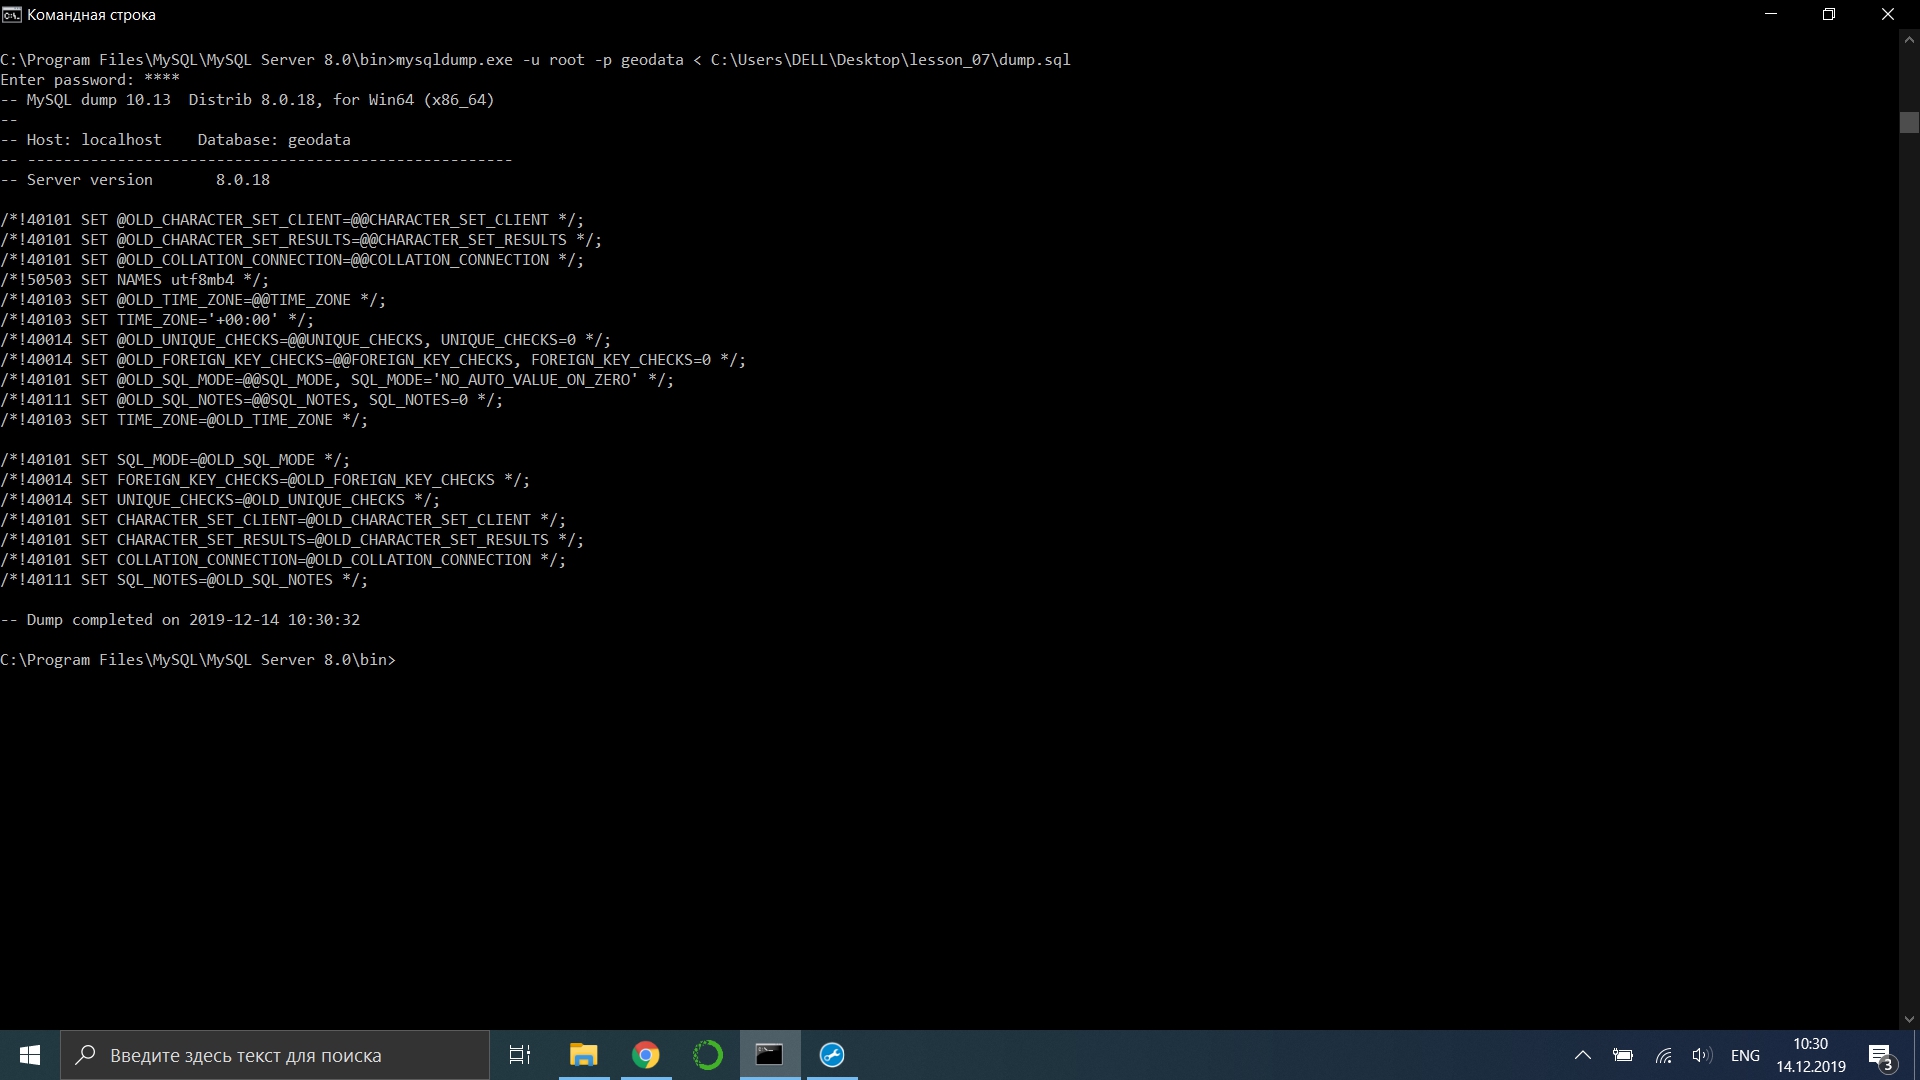 Командная строка
C:\Program Files\MySQL\MySQL Server 8.0\bin>mysqldump.exe -u root -p geodata < C:\Users\DELL\Desktop\lesson_07\dump.sql
Enter password: ****
-- MySQL dump 10.13  Distrib 8.0.18, for Win64 (x86_64)
--
-- Host: localhost    Database: geodata
-- ------------------------------------------------------
-- Server version       8.0.18
/*!40101 SET @OLD_CHARACTER_SET_CLIENT=@@CHARACTER_SET_CLIENT */;
/*!40101 SET @OLD_CHARACTER_SET_RESULTS=@@CHARACTER_SET_RESULTS */;
/*!40101 SET @OLD_COLLATION_CONNECTION=@@COLLATION_CONNECTION */;
/*!50503 SET NAMES utf8mb4 */;
/*!40103 SET @OLD_TIME_ZONE=@@TIME_ZONE */;
/*!40103 SET TIME_ZONE='+00:00' */;
/*!40014 SET @OLD_UNIQUE_CHECKS=@@UNIQUE_CHECKS, UNIQUE_CHECKS=0 */;
/*!40014 SET @OLD_FOREIGN_KEY_CHECKS=@@FOREIGN_KEY_CHECKS, FOREIGN_KEY_CHECKS=0 */;
/*!40101 SET @OLD_SQL_MODE=@@SQL_MODE, SQL_MODE='NO_AUTO_VALUE_ON_ZERO' */;
/*!40111 SET @OLD_SQL_NOTES=@@SQL_NOTES, SQL_NOTES=0 */;
/*!40103 SET TIME_ZONE=@OLD_TIME_ZONE */;
/*!40101 SET SQL_MODE=@OLD_SQL_MODE */;
/*!40014 SET FOREIGN_KEY_CHECKS=@OLD_FOREIGN_KEY_CHECKS */;
/*!40014 SET UNIQUE_CHECKS=@OLD_UNIQUE_CHECKS */;
/*!40101 SET CHARACTER_SET_CLIENT=@OLD_CHARACTER_SET_CLIENT */;
/*!40101 SET CHARACTER_SET_RESULTS=@OLD_CHARACTER_SET_RESULTS */;
/*!40101 SET COLLATION_CONNECTION=@OLD_COLLATION_CONNECTION */;
/*!40111 SET SQL_NOTES=@OLD_SQL_NOTES */;
-- Dump completed on 2019-12-14 10:30:32
C:\Program Files\MySQL\MySQL Server 8.0\bin>
Введите здесь текст для поиска
ENG
10:30
14.12.2019
3